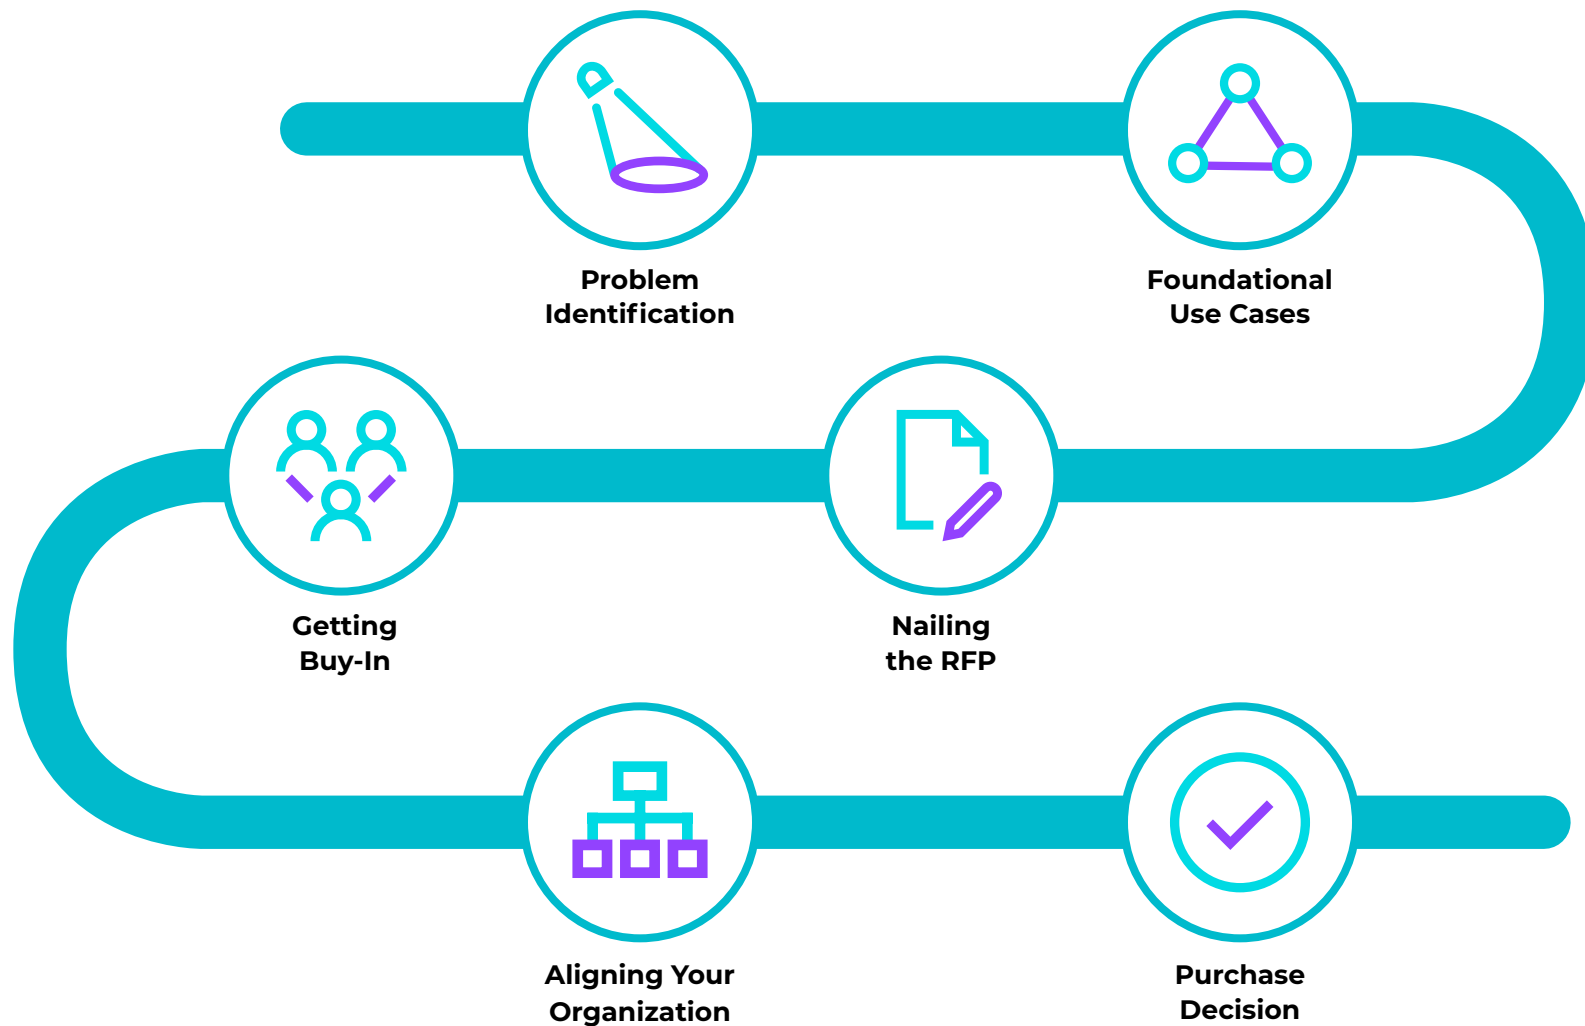 Problem
Identification
Foundational
Use Cases
Getting
Buy-In
Nailing
the RFP
Aligning Your
Organization
Purchase
Decision